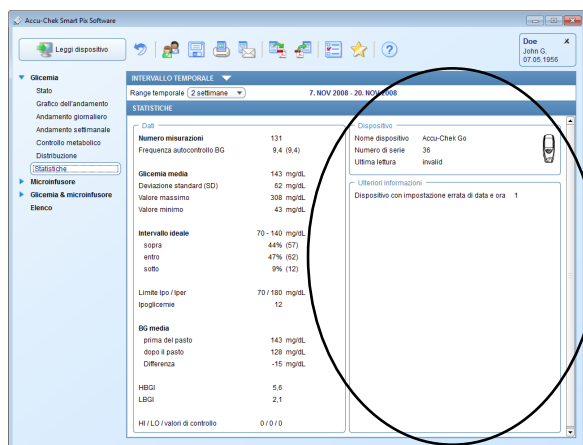 Accu-Chek Smart Pix Software
Leggi dispositivo
Doe
John G.
07.05.1956
Glicemia
Stato
Grafico dell'andamento
Andamento giornaliero
Andamento settimanale
Controllo metabolico
Distribuzione
Statistiche
Microinfusore
Glicemia & microinfusore
Elenco
INTERVALLO TEMPORALE
Range temporale 2 settimane 7. NOV 2008 - 20. NOV 2008
STATISTICHE
Dati
Numero misurazioni 131
Frequenza autocontrollo BG 9,4 (9,4)
Glicemia media 143 mg/dL
Deviazione standard (SD) 62 mg/dL
Valore massimo 308 mg/dL
Valore minimo 43 mg/dL
Intervallo ideale 70 - 140 mg/dL
sopra 44% (57)
entro 47% (62)
sotto 9% (12)
Limite Ipo / Iper 70 / 180 mg/dL
Ipoglicemie 12
BG media
prima del pasto 143 mg/dL
dopo il pasto 128 mg/dL
Differenza -15 mg/dL
HBGI 5,6
LBGI 2,1
HI / LO / valori di controllo 0 / 0 / 0
Dispositivo
Nome dispositivo Accu-Chek Go
Numero di serie 36
Ultima lettura invalid
Ulteriori informazioni
Dispositivo con impostazione errata di data e ora 1